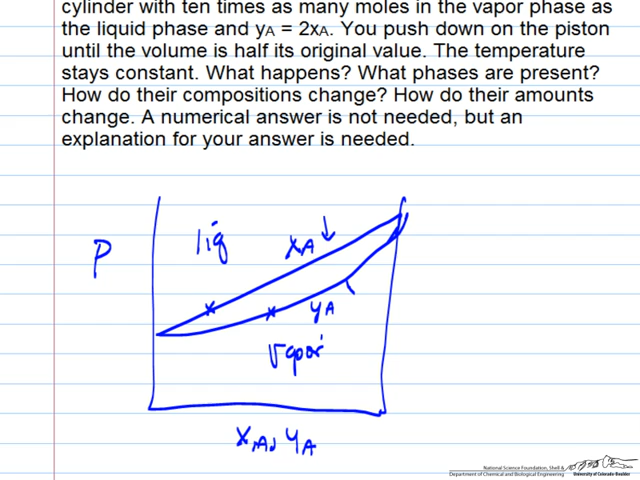 cylinder with ten times as many moles in the vapor phase as
the liquid phase and yA = 2xA. You push down on the piston
until the volume is half its original value. The temperature
stays constant. What happens? What phases are present?
How do their compositions change? How do their amounts
change. A numerical answer is not needed, but an
explanation for your answer is needed.
liq
xA
P
yA
Vapor
xA, yA
National Science Foundation, Shell &
Department of Chemical and Biological Engineering
University of Colorado Boulder